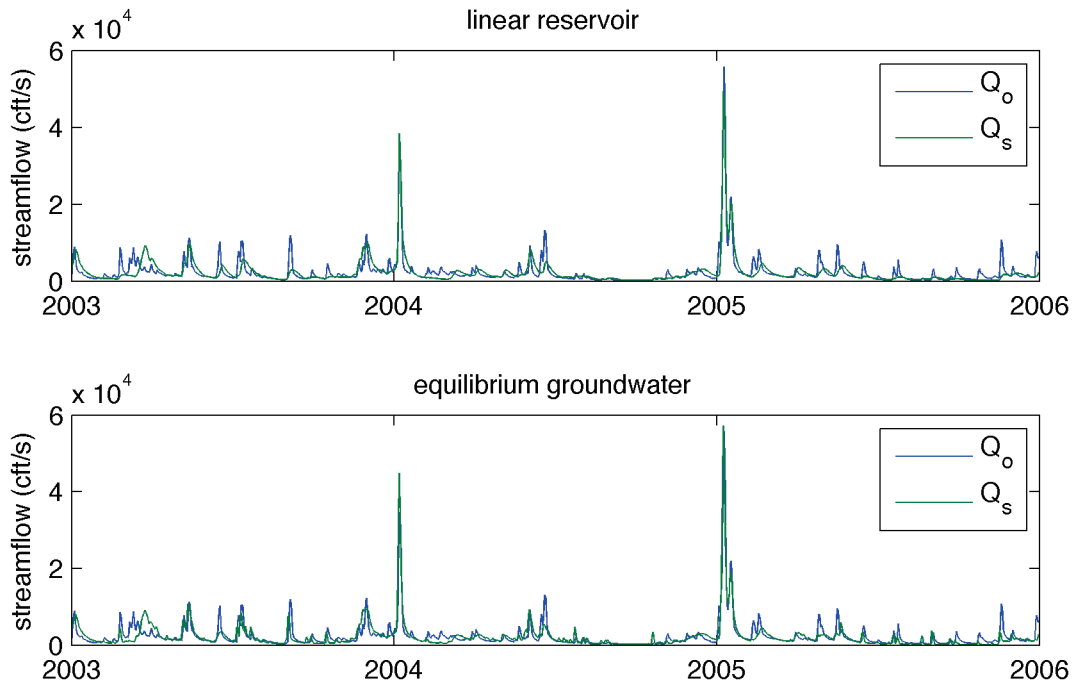 linear reservoir
x 10^4
streamflow (cft/s)
6
4
2
0
2003 2004 2005 2006
Q_o
Q_s
equilibrium groundwater
x 10^4
streamflow (cft/s)
6
4
2
0
2003 2004 2005 2006
Q_o
Q_s